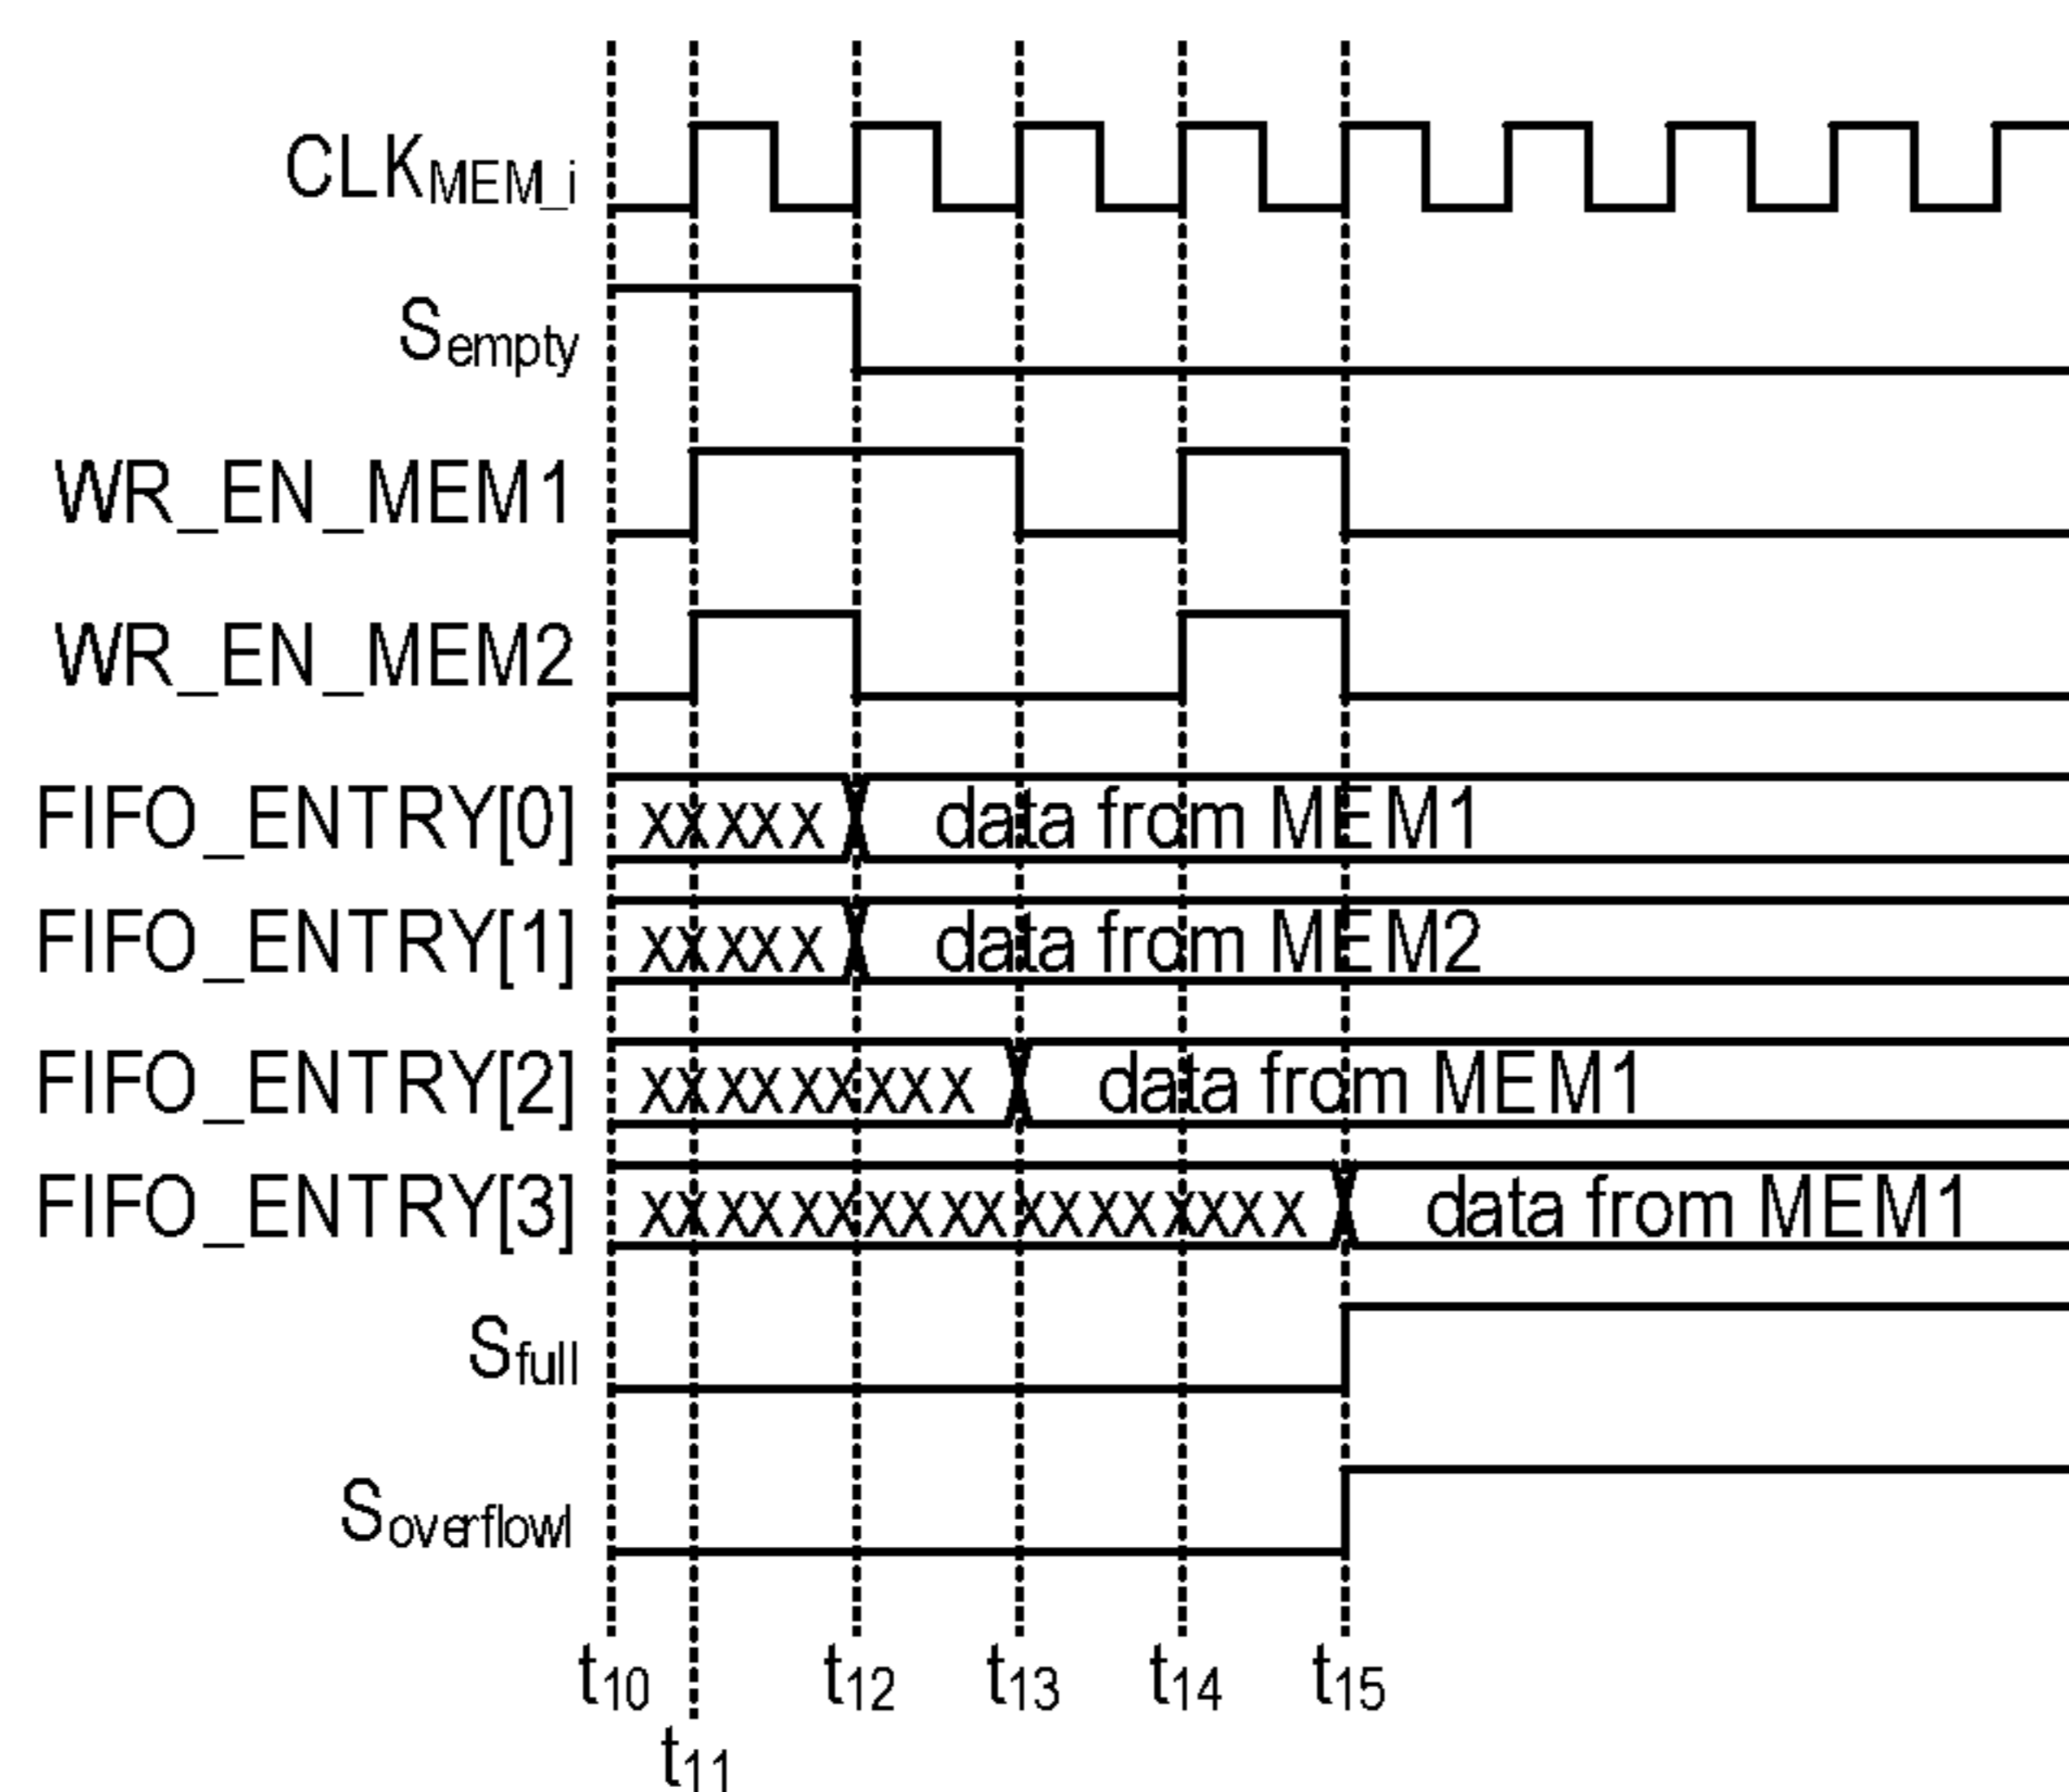 CLKMEM_i
Sempty
WR_EN_MEM1
WR_EN_MEM2
FIFO_ENTRY[0] xxxxx data from MEM1
FIFO_ENTRY[1] xxxxx data from MEM2
FIFO_ENTRY[2] xxxxxxxxx data from MEM1
FIFO_ENTRY[3] xxxxxxxxxxxxxxxxxx data from MEM1
Sfull
Soverflowl
t10 t12 t13 t14 t15
t11